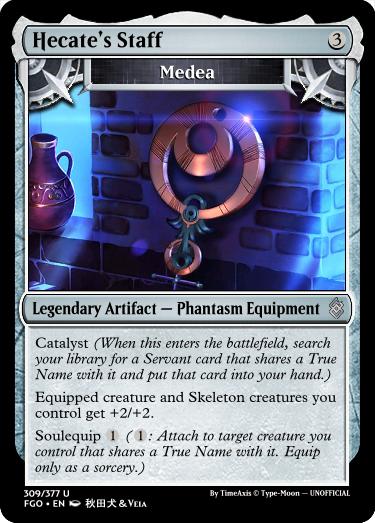 Hecate's Staff 3
Medea
Legendary Artifact — Phantasm Equipment
Catalyst (When this enters the battlefield, search
your library for a Servant card that shares a True
Name with it and put that card into your hand.)
Equipped creature and Skeleton creatures you
control get +2/+2.
Soulequip 1 (1: Attach to target creature you
control that shares a True Name with it. Equip
only as a sorcery.)
309/377 U
FGO • EN 秋田犬 & Veia
By TimeAxis © Type-Moon — UNOFFICIAL